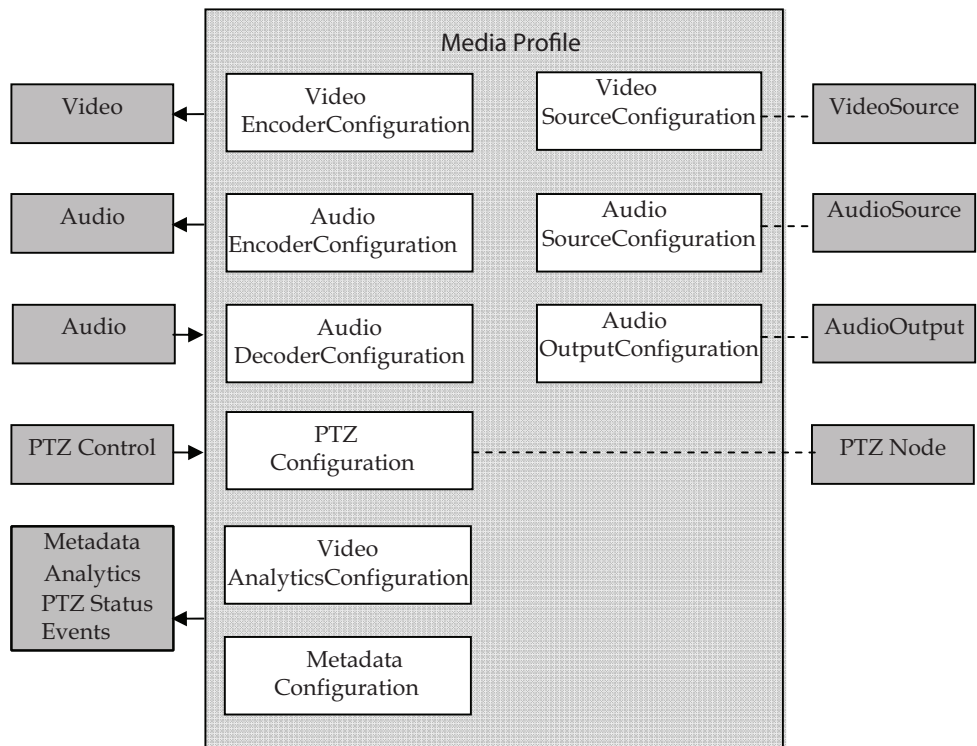 Media Profile
Video
Video
EncoderConfiguration
Video
SourceConfiguration
VideoSource
Audio
Audio
EncoderConfiguration
Audio
SourceConfiguration
AudioSource
Audio
Audio
DecoderConfiguration
Audio
OutputConfiguration
AudioOutput
PTZ Control
PTZ
Configuration
PTZ Node
Metadata
Analytics
PTZ Status
Events
Video
AnalyticsConfiguration
Metadata
Configuration